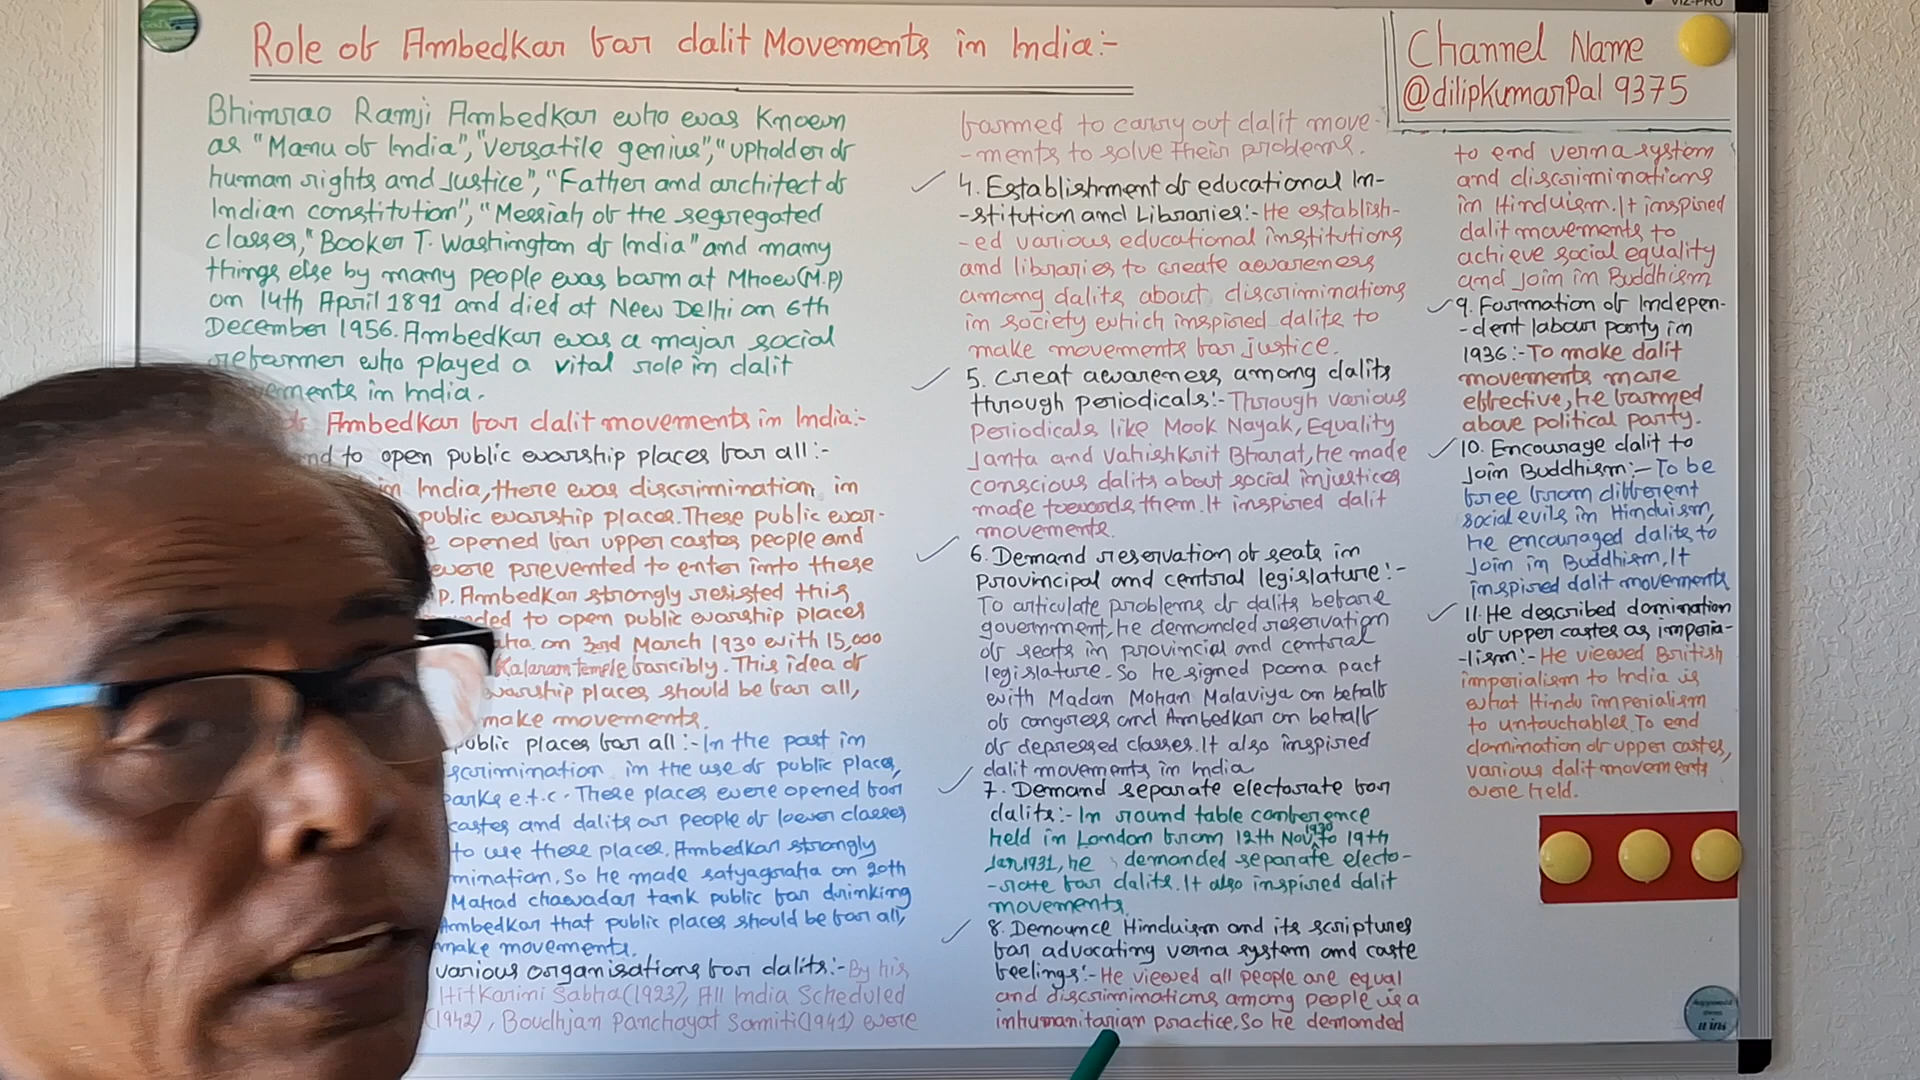 Role of Ambedkar for dalit Movements in India:-
Channel Name
@dilipkumarPal 9375
VIZ-PRO
Bhimrao Ramji Ambedkar who was known
as "Manu of India", "versatile genius", "upholder of
human rights and justice", "Father and architect of
Indian constitution", "Messiah of the segregated
classes," Booker T. Washington of India" and many
things else by many people was born at Mhow(M.P)
on 14th April 1891 and died at New Delhi on 6th
December 1956. Ambedkar was a major social
reformer who played a vital role in dalit
ements in India.
Ambedkar for dalit movements in India:-
nd to open public worship places for all:-
in India, there was discrimination in
public worship places. These public wor-
opened for upper castes people and
were prevented to enter into these
p. Ambedkar strongly resisted this
nded to open public worship places
aha on 3rd March 1930 with 15,000
Kalaram temple forcibly. This idea of
worship places should be for all,
make movements.
public places for all:- In the past in
scrimination in the use of public places,
arks e.t.c. These places were opened for
castes and dalits or people of lower classes
to use these places. Ambedkar strongly
mination. So he made satyagraha on 20th
Mahad chawadar tank public for drinking
Ambedkar that public places should be for all,
make movements.
various organisations for dalits:- By his
Hitkarini Sabha(1923), All India Scheduled
(1942), Boudhjan Panchayat Samiti(1941) were
formed to carry out dalit move-
-ments to solve their problems.
4. Establishment of educational In-
-stitution and Libraries:- He establish-
-ed various educational institutions
and libraries to create awareness
among dalits about discriminations
in society which inspired dalits to
make movements for justice.
5. Creat awareness among dalits
through periodicals:- Through various
Periodicals like Mook Nayak, Equality
Janta and Vahishkrit Bharat, he made
conscious dalits about social injustices
made towards them. It inspired dalit
movements.
6. Demand reservation of seats in
provincipal and central legislature:-
To articulate problems of dalits before
government, he demanded reservation
of seats in provincial and central
legislature. So he signed poona pact
with Madan Mohan Malaviya on behalf
of congress and Ambedkar on behalf
of depressed classes. It also inspired
dalit movements in India
7. Demand separate electorate for
dalits:- In round table conference
held in London from 12th Nov, 1930 to 19th
Jan 1931, he demanded separate electo-
-rate for dalits. It also inspired dalit
movements.
8. Denounce Hinduism and its scriptures
for advocating verna system and caste
feelings:- He viewed all people are equal
and discriminations among people is a
inhumanitarian practice. So he demanded
to end verna system
and discriminations
in Hinduism. It inspired
dalit movements to
achieve social equality
and join in Buddhism
9. Formation of Indepen-
-dent labour party in
1936:- To make dalit
movements more
effective, he formed
above political party.
10. Encourage dalit to
join Buddhism:- To be
free from different
social evils in Hinduism,
he encouraged dalits to
join in Buddhism. It
inspired dalit movements
11. He described domination
of upper castes as imperia-
-lism:- He viewed British
imperialism to India is
what Hindu imperialism
to untouchables. To end
domination of upper castes,
various dalit movements
were held.